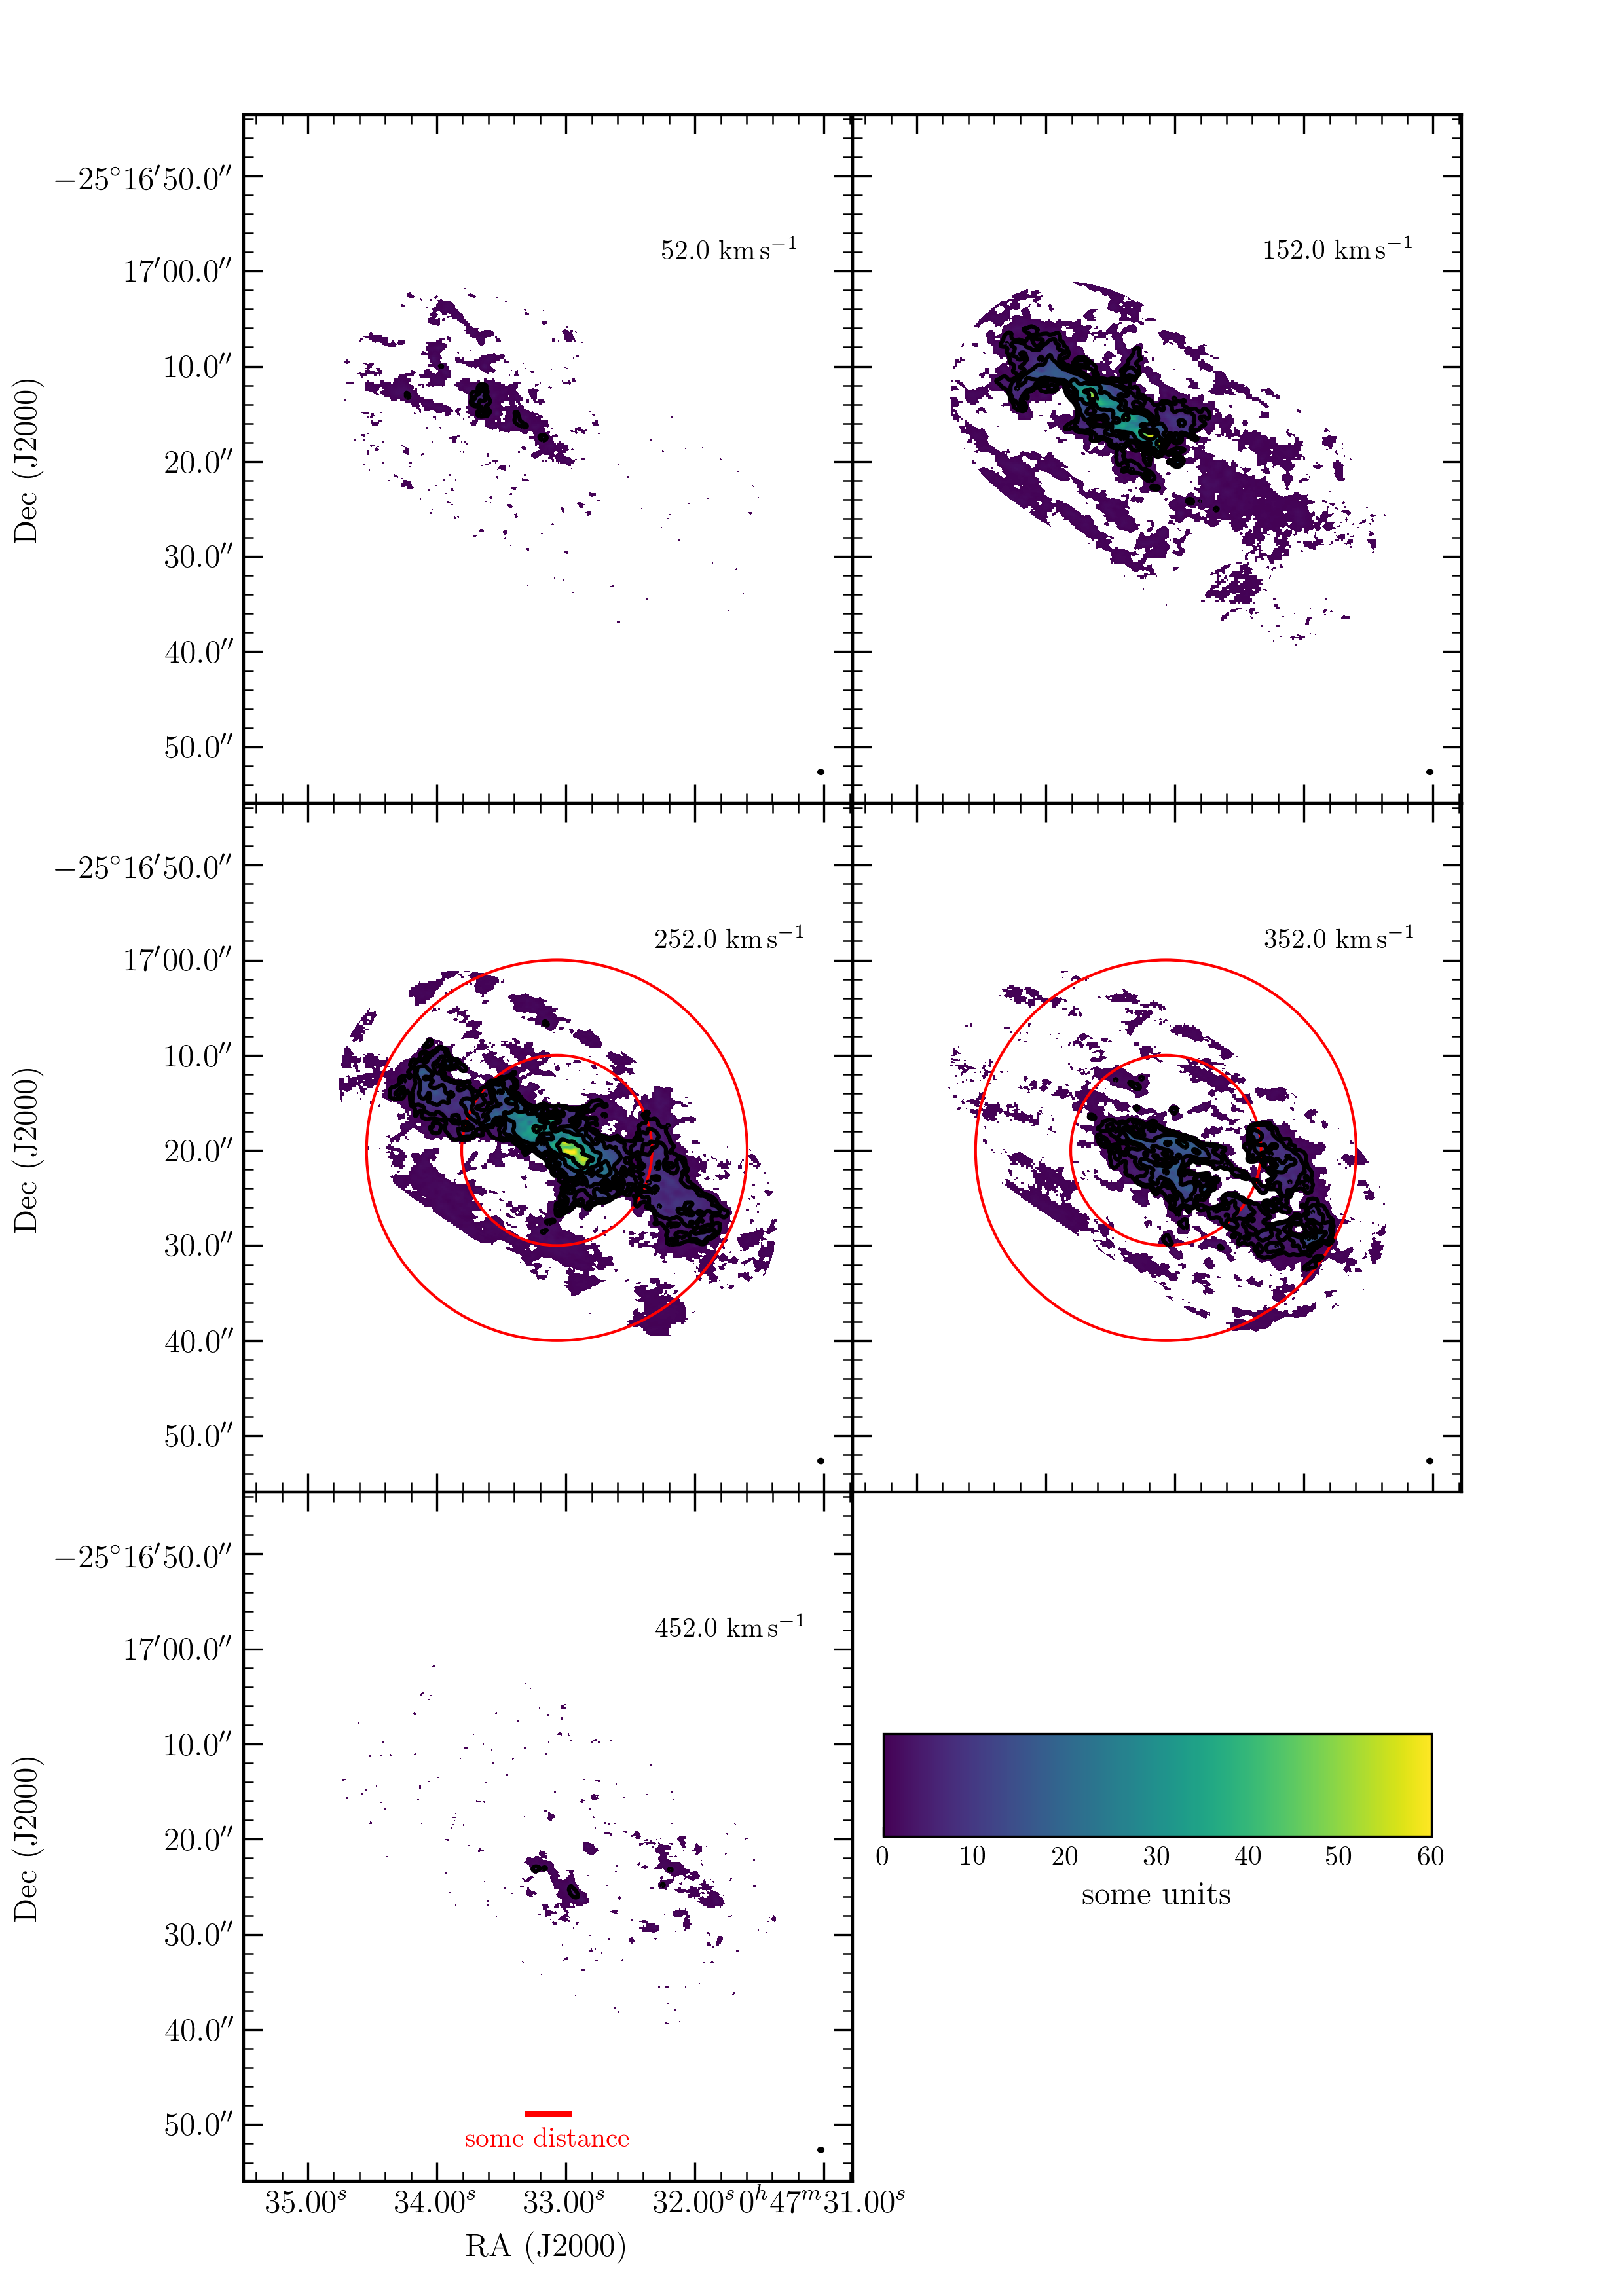 52.0 km s⁻¹
152.0 km s⁻¹
−25°16′50.0″
17′00.0″
10.0″
20.0″
30.0″
40.0″
50.0″
Dec (J2000)
252.0 km s⁻¹
352.0 km s⁻¹
−25°16′50.0″
17′00.0″
10.0″
20.0″
30.0″
40.0″
50.0″
Dec (J2000)
452.0 km s⁻¹
−25°16′50.0″
17′00.0″
10.0″
20.0″
30.0″
40.0″
50.0″
Dec (J2000)
some distance
35.00ˢ 34.00ˢ 33.00ˢ 32.00ˢ 0ʰ47ᵐ31.00ˢ
RA (J2000)
0 10 20 30 40 50 60
some units